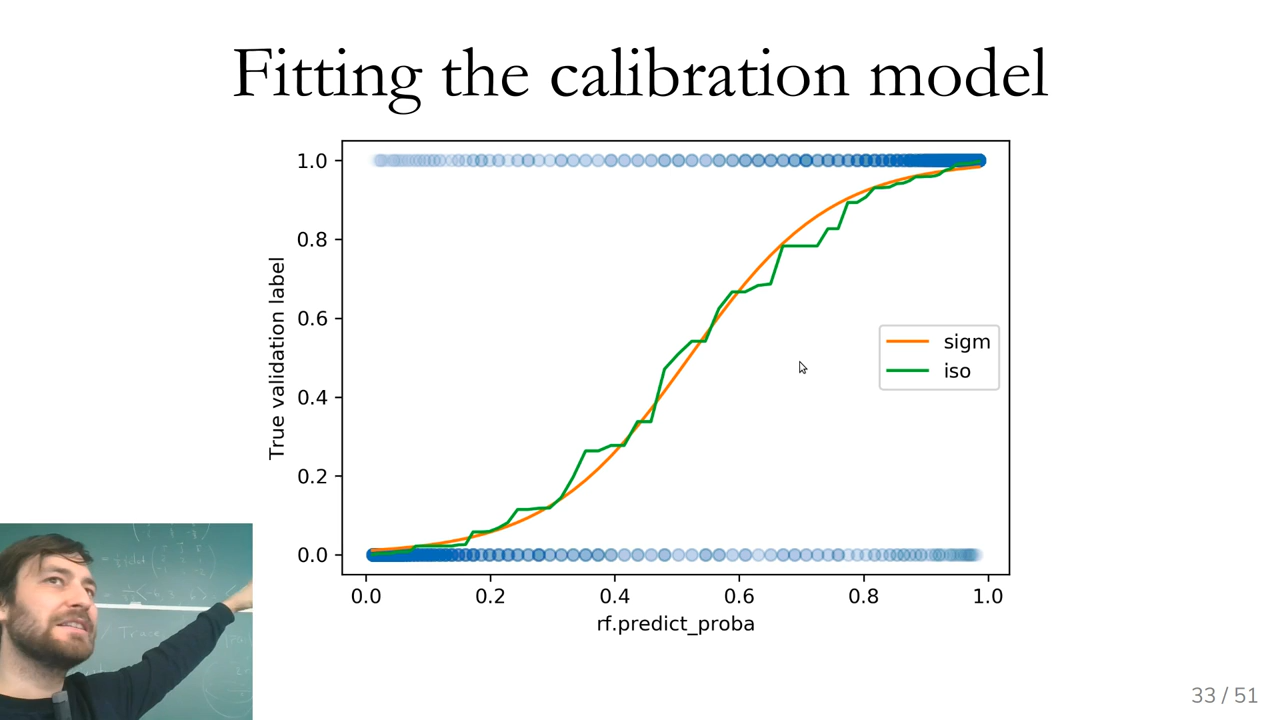 Fitting the calibration model
1.0
0.8
0.6
0.4
0.2
0.0
True validation label
sigm
iso
0.0 0.2 0.4 0.6 0.8 1.0
rf.predict_proba
33 / 51